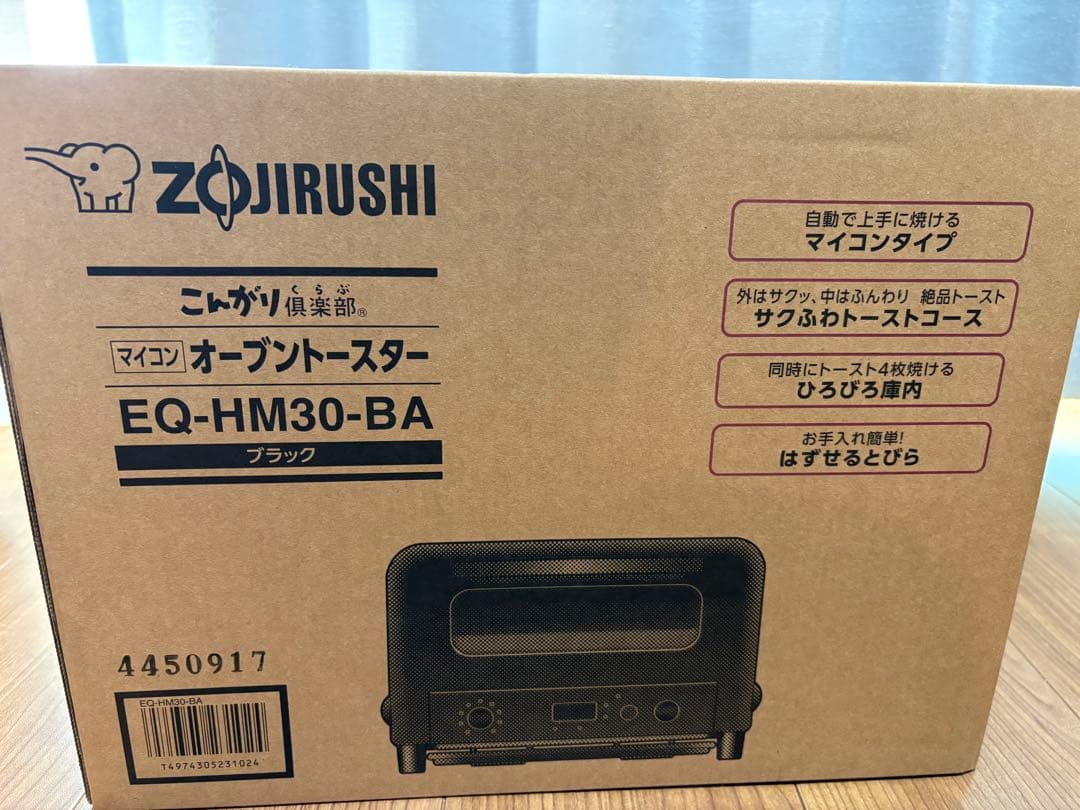 ZOJIRUSHI
こんがり倶楽部®
くらぶ
マイコン オーブントースター
EQ-HM30-BA
ブラック
自動で上手に焼ける
マイコンタイプ
外はサクッ、中はふんわり 絶品トースト
サクふわトーストコース
同時にトースト4枚焼ける
ひろびろ庫内
お手入れ簡単!
はずせるとびら
4450917
EQ-HM30-BA
T4974305231024